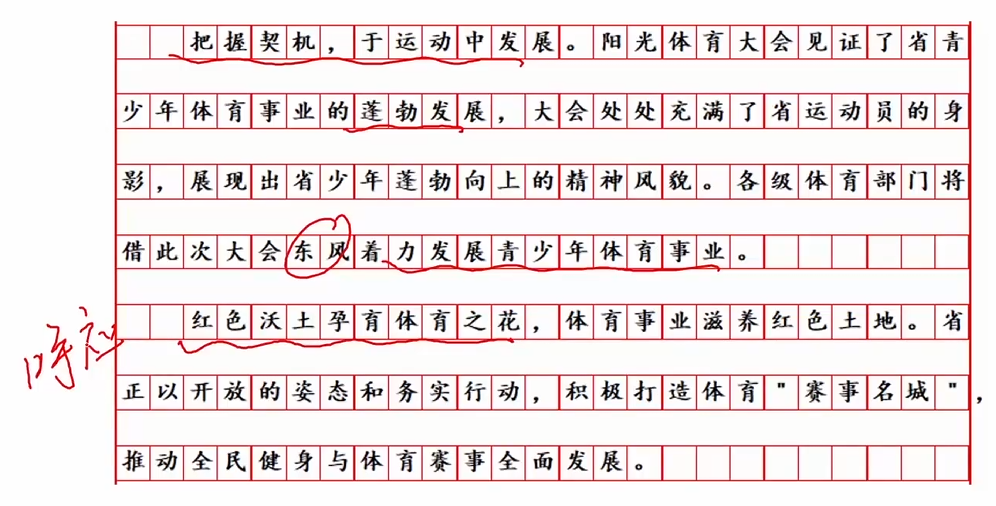 把握契机，于运动中发展。阳光体育大会见证了省青
少年体育事业的蓬勃发展，大会处处充满了省运动员的身
影，展现出省少年蓬勃向上的精神风貌。各级体育部门将
借此次大会东风着力发展青少年体育事业。
呼应
红色沃土孕育体育之花，体育事业滋养红色土地。省
正以开放的姿态和务实行动，积极打造体育"赛事名城"，
推动全民健身与体育赛事全面发展。